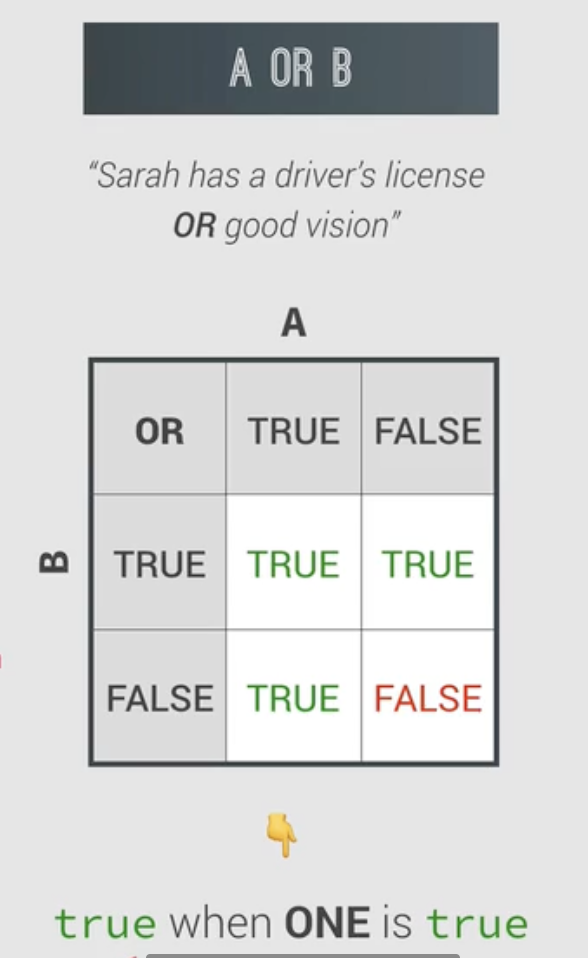 A OR B
“Sarah has a driver’s license
OR good vision”
A
OR TRUE FALSE
B
TRUE TRUE TRUE
FALSE TRUE FALSE
true when ONE is true